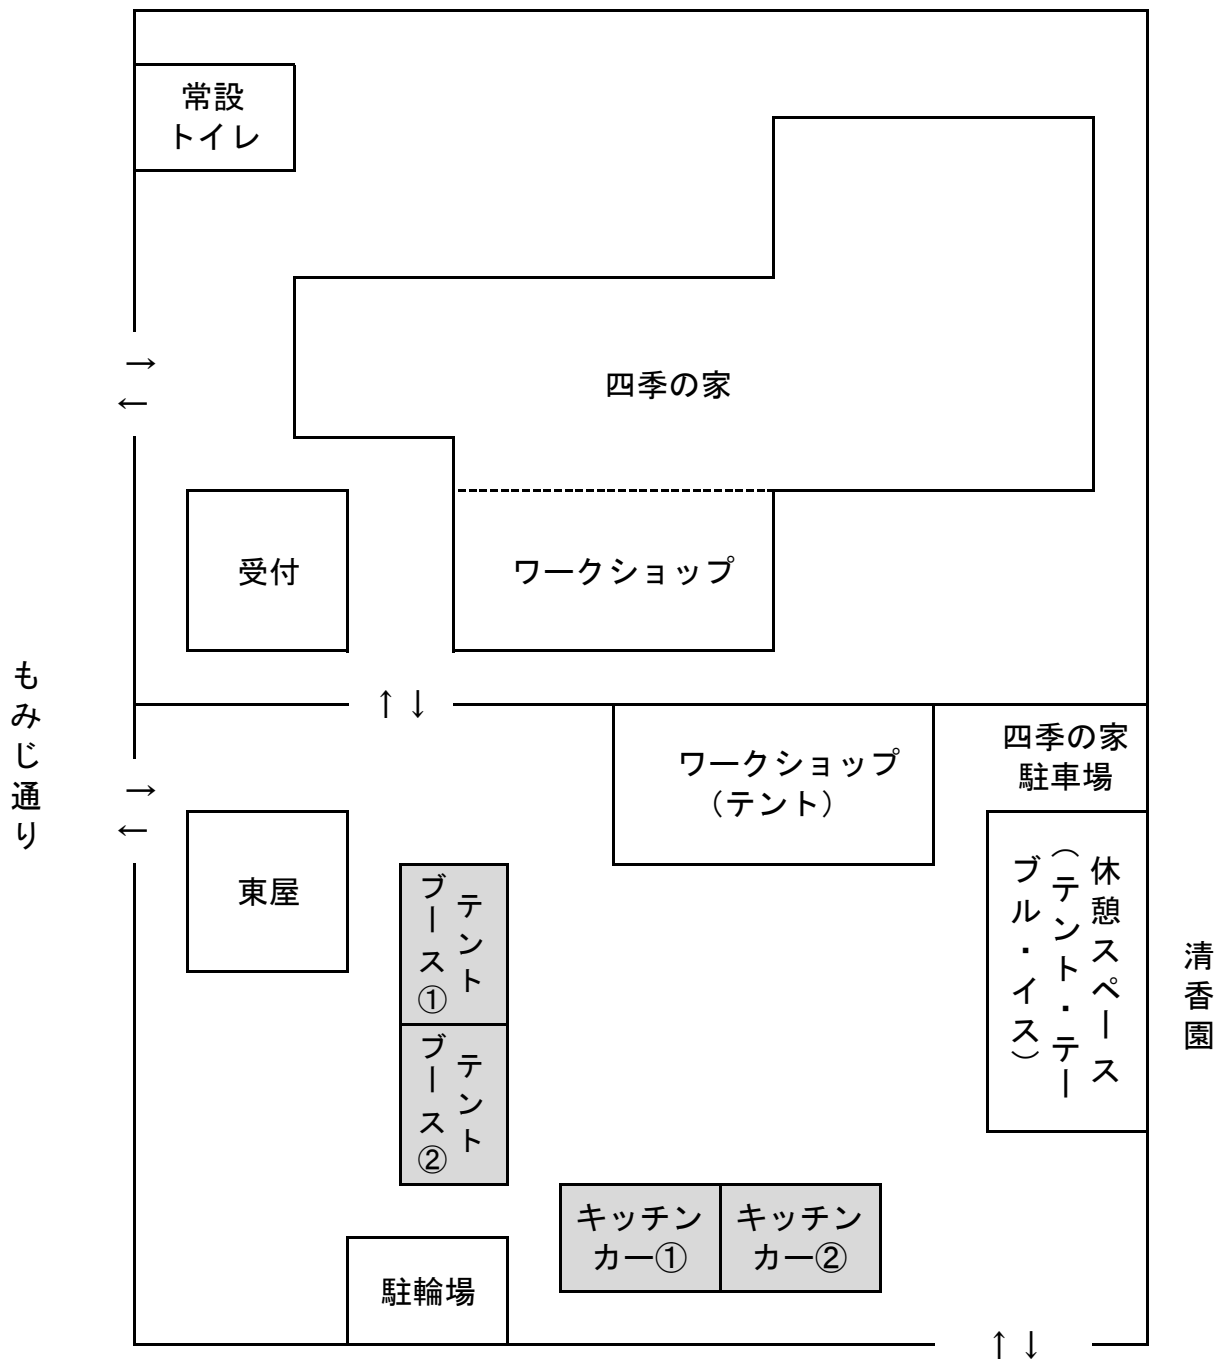 常設
トイレ
→
←
四季の家
受付
ワークショップ
もみじ通り
↑↓
ワークショップ
（テント）
四季の家
駐車場
→
←
東屋
テント
ブース①
テント
ブース②
休憩スペース
（テント・テー
ブル・イス）
清香園
キッチン
カー①
キッチン
カー②
駐輪場
↑↓